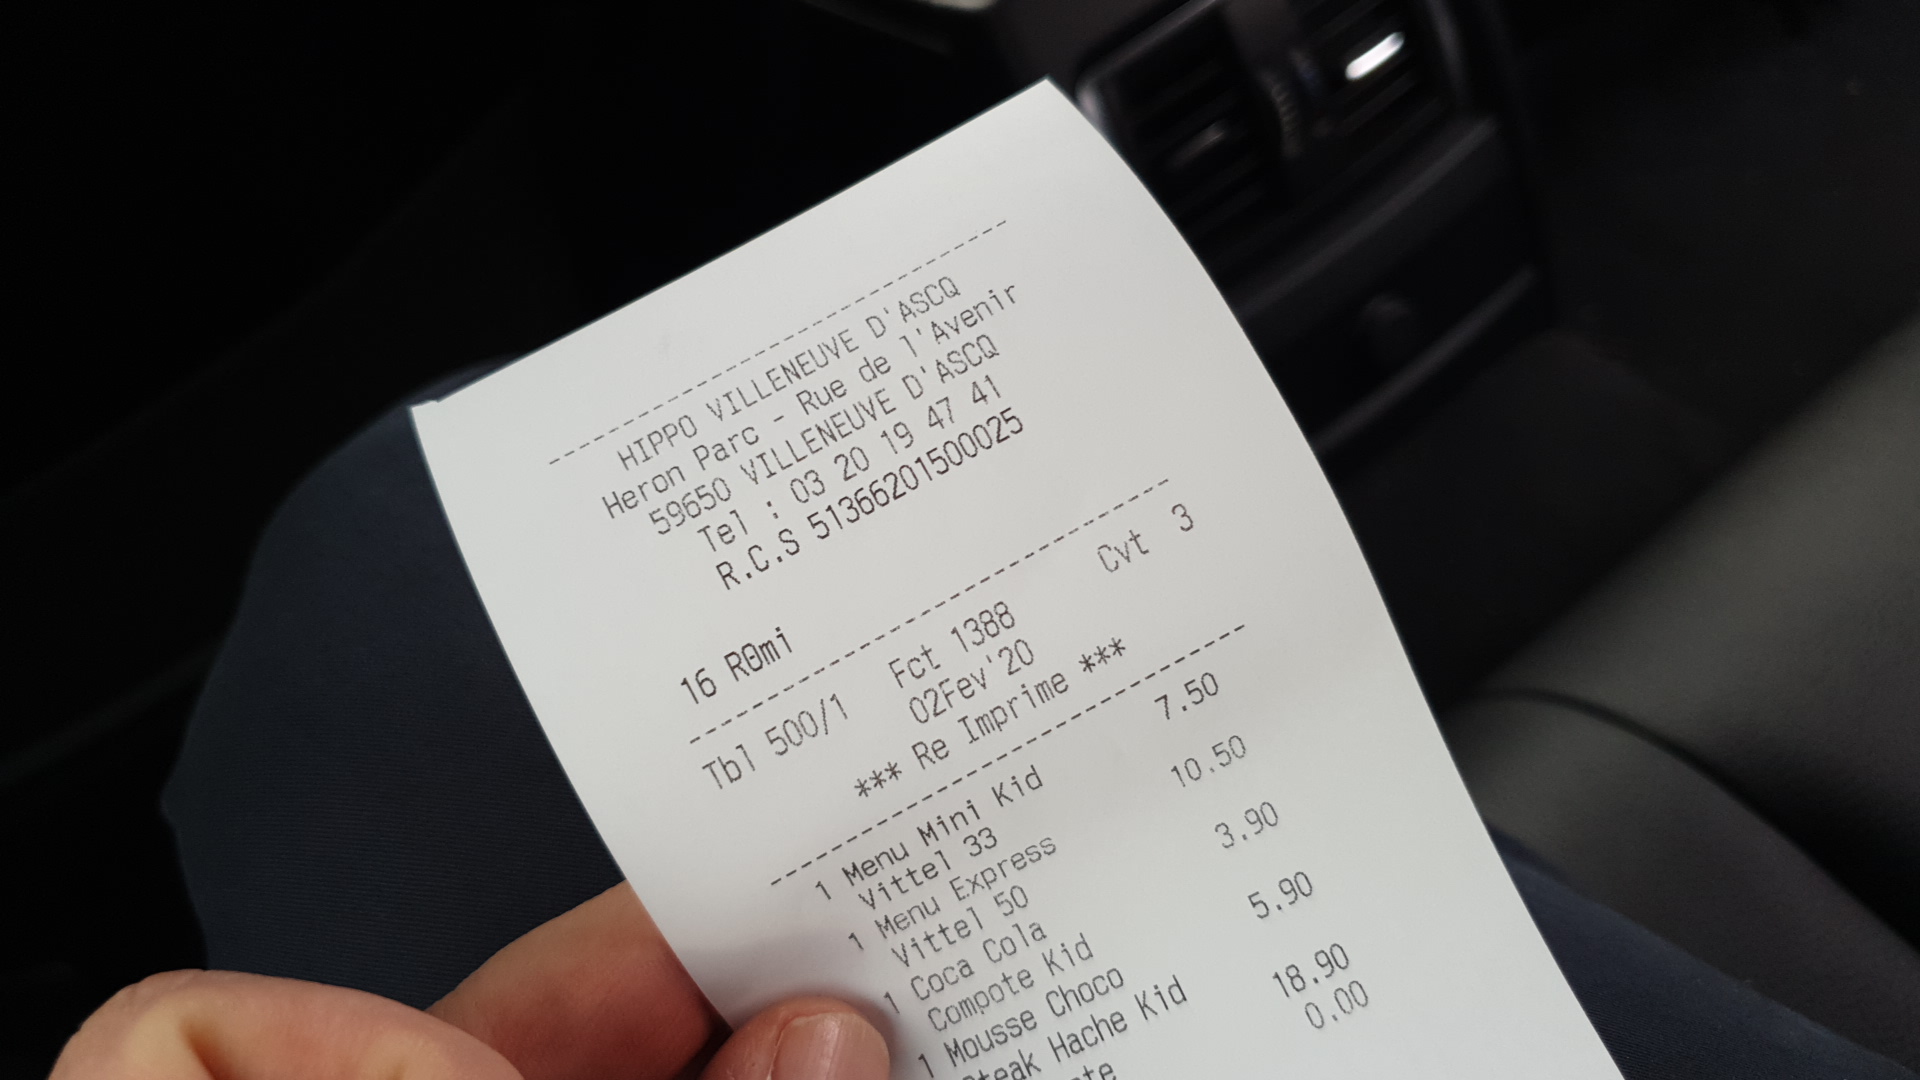 HIPPO VILLENEUVE D'ASCQ
Heron Parc - Rue de l'Avenir
59650 VILLENEUVE D'ASCQ
Tel : 03 20 19 47 41
R.C.S 51366201500025
16 R0mi
Tbl 500/1 Fct 1388 Cvt 3
02Fev'20
*** Re Imprime ***
1 Menu Mini Kid 7.50
Vittel 33
1 Menu Express 10.50
Vittel 50
1 Coca Cola 3.90
Compote Kid
1 Mousse Choco 5.90
Hache Kid
18.90
0.00